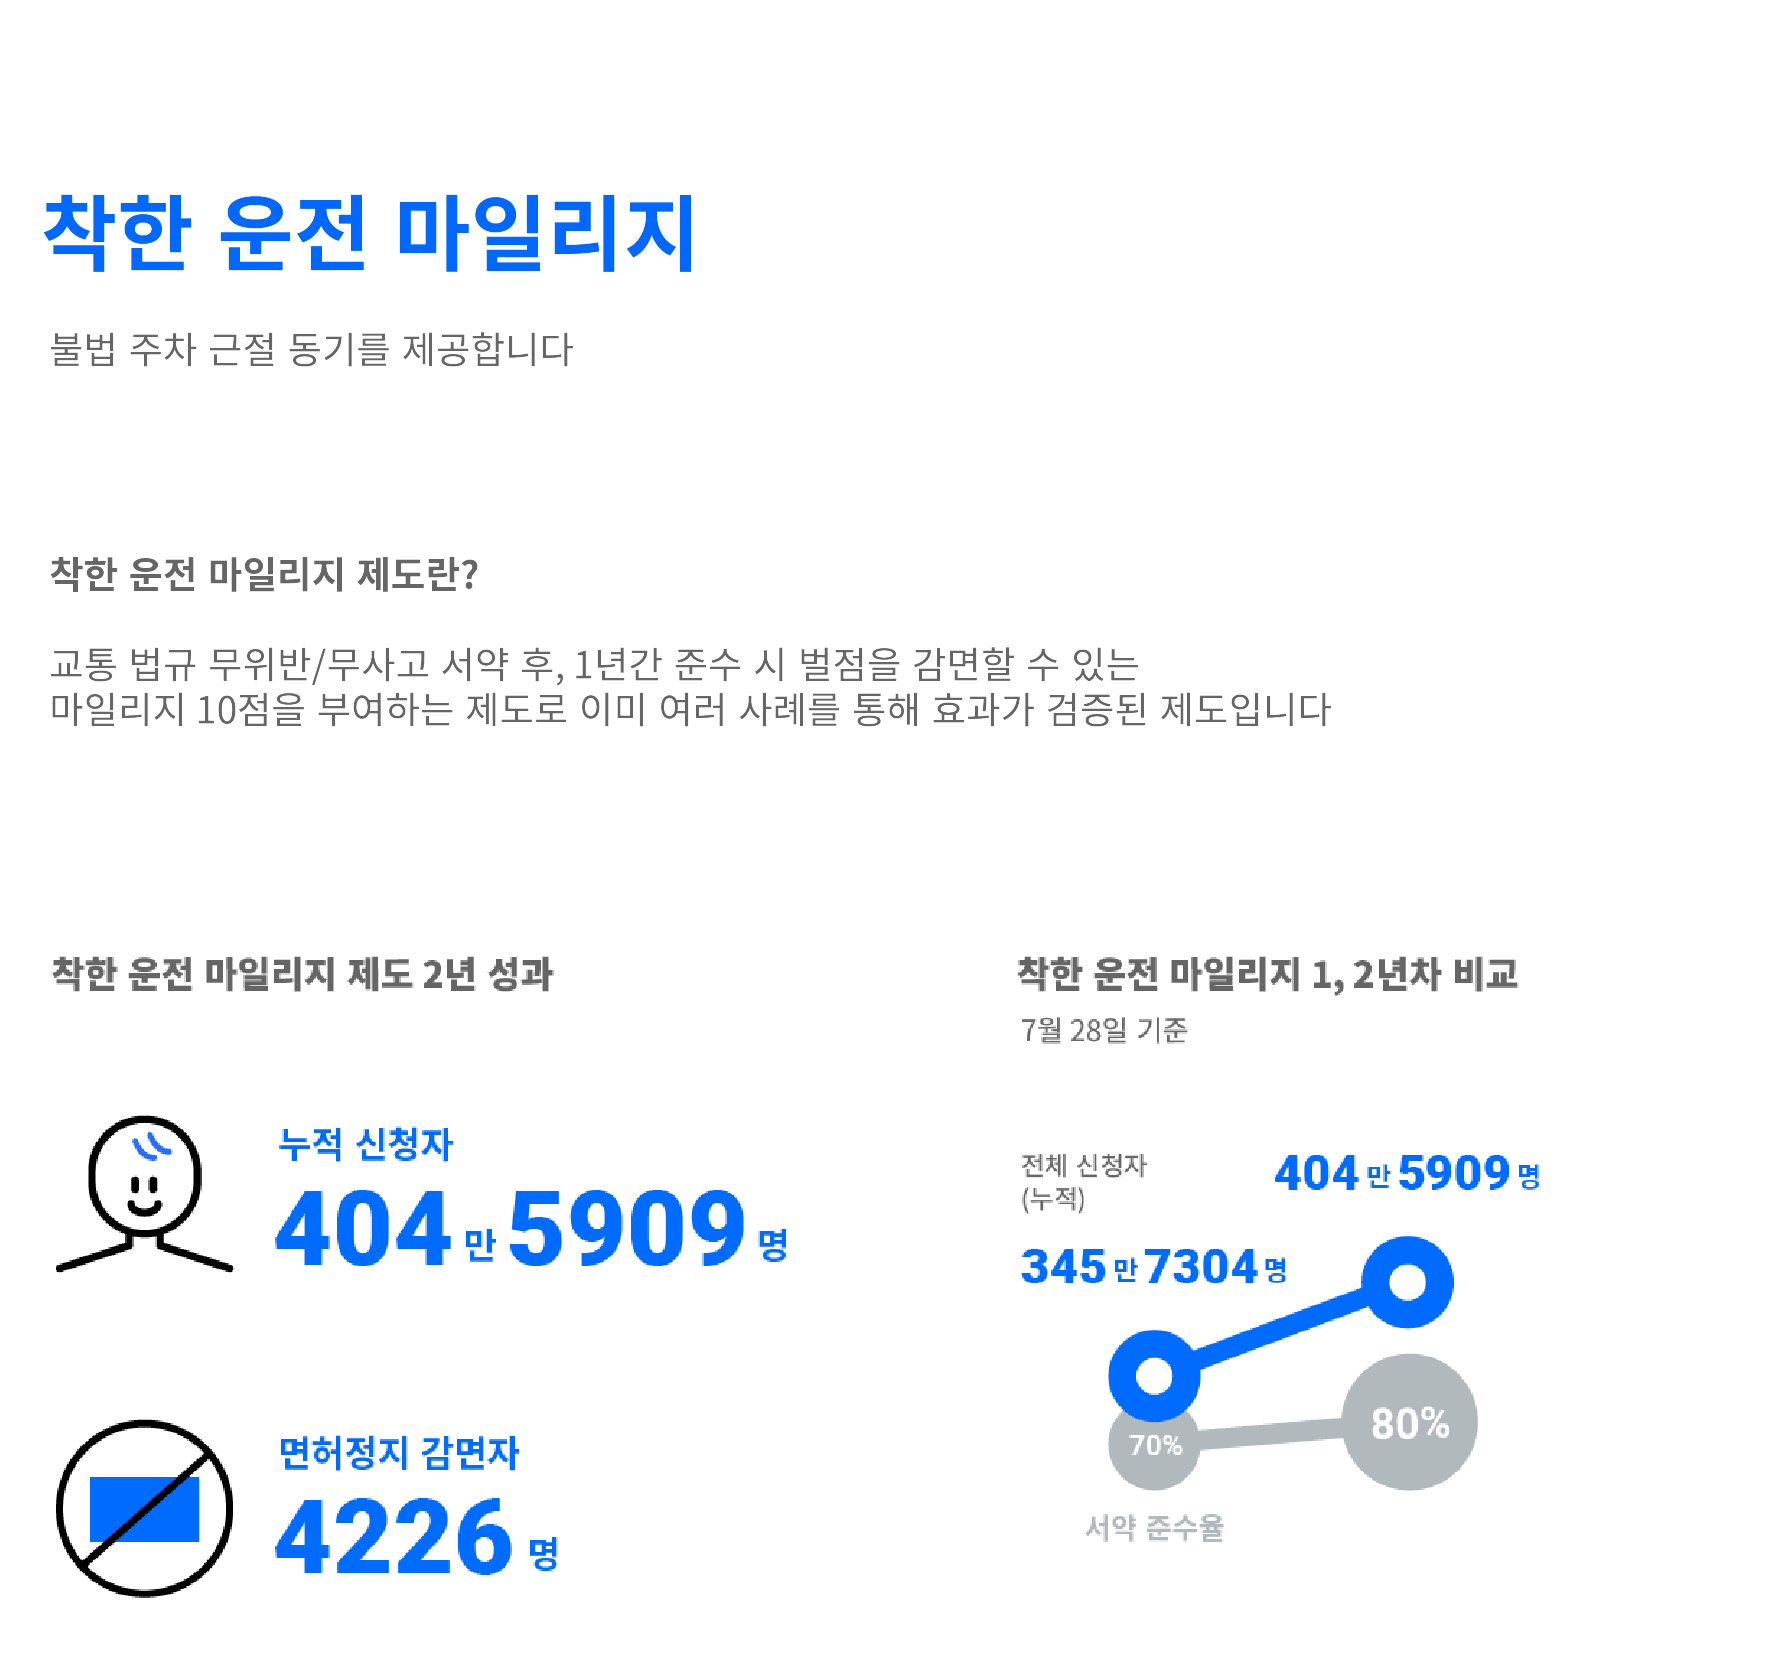 착한 운전 마일리지
불법 주차 근절 동기를 제공합니다
착한 운전 마일리지 제도란?
교통 법규 무위반/무사고 서약 후, 1년간 준수 시 벌점을 감면할 수 있는
마일리지 10점을 부여하는 제도로 이미 여러 사례를 통해 효과가 검증된 제도입니다
착한 운전 마일리지 제도 2년 성과
누적 신청자
404만 5909명
면허정지 감면자
4226명
착한 운전 마일리지 1, 2년차 비교
7월 28일 기준
전체 신청자
(누적)
404만 5909명
345만 7304명
70%
80%
서약 준수율